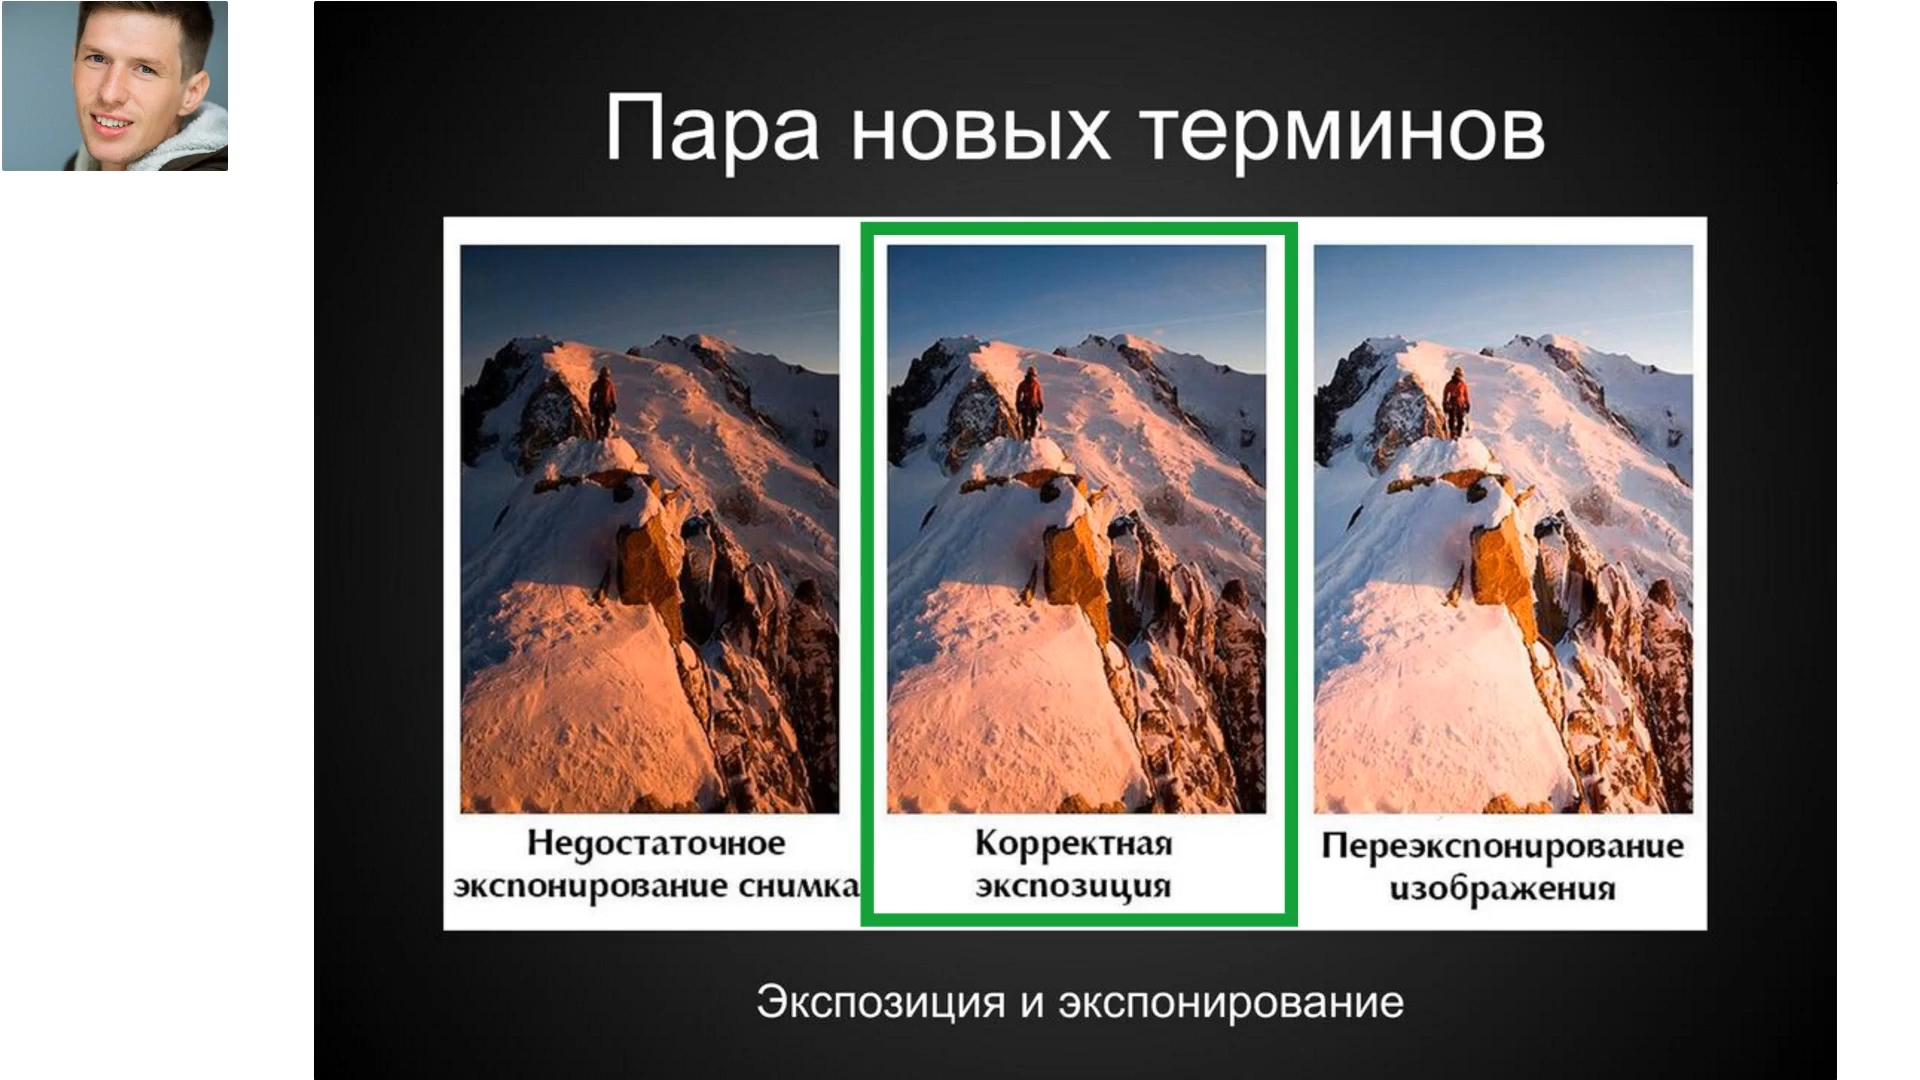 Пара новых терминов
Недостаточное
экспонирование снимка
Корректная
экспозиция
Переэкспонирование
изображения
Экспозиция и экспонирование